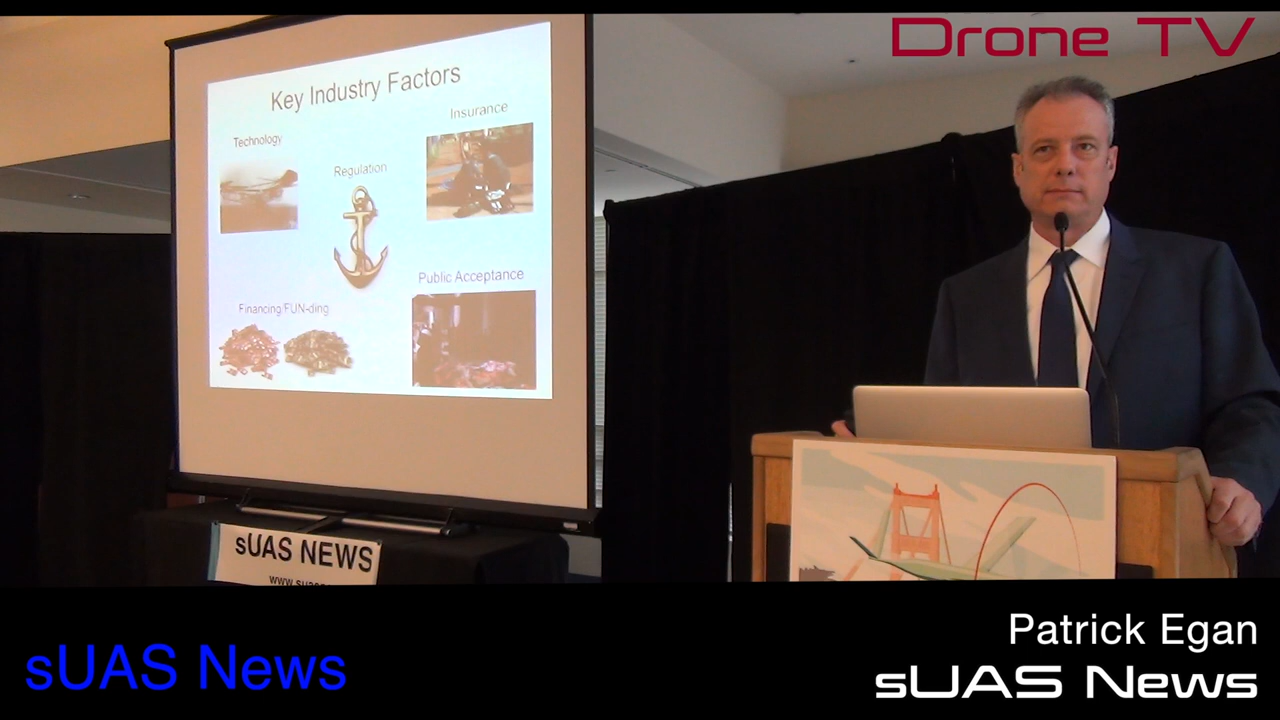 Drone TV
Key Industry Factors
Technology
Insurance
Regulation
Public Acceptance
Financing/FUN-ding
sUAS NEWS
sUAS News
Patrick Egan
sUAS News